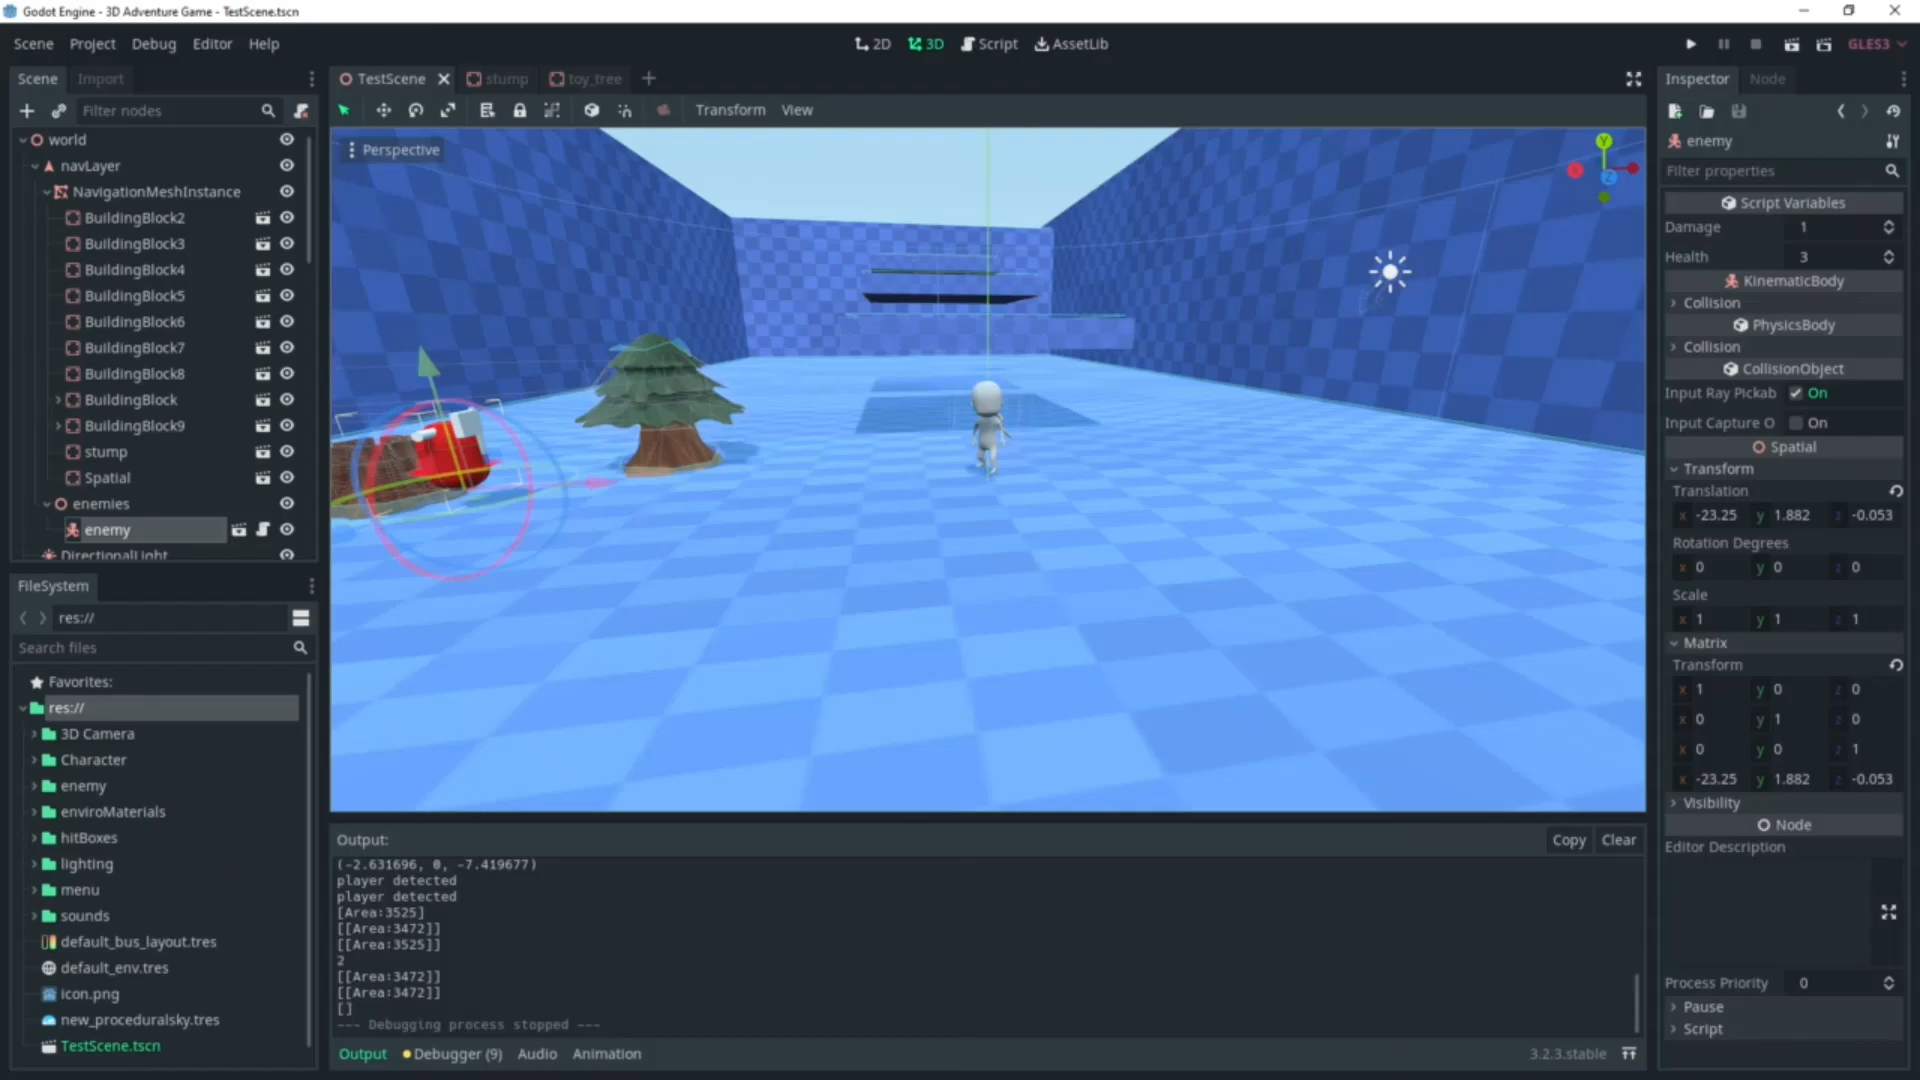 Godot Engine - 3D Adventure Game - TestScene.tscn
Scene Project Debug Editor Help
2D 3D Script AssetLib
GLES3
Scene Import
Filter nodes
world
navLayer
NavigationMeshInstance
BuildingBlock2
BuildingBlock3
BuildingBlock4
BuildingBlock5
BuildingBlock6
BuildingBlock7
BuildingBlock8
BuildingBlock
BuildingBlock9
stump
Spatial
enemies
enemy
DirectionalLight
FileSystem
res://
Search files
Favorites:
res://
3D Camera
Character
enemy
enviroMaterials
hitBoxes
lighting
menu
sounds
default_bus_layout.tres
default_env.tres
icon.png
new_proceduralsky.tres
TestScene.tscn
TestScene stump toy_tree
Transform View
Perspective
Y
Z
Output:
Copy Clear
(-2.631696, 0, -7.419677)
player detected
player detected
[Area:3525]
[[Area:3472]]
[[Area:3525]]
2
[[Area:3472]]
[[Area:3472]]
[]
--- Debugging process stopped ---
Output Debugger (9) Audio Animation
3.2.3.stable
Inspector Node
enemy
Filter properties
Script Variables
Damage 1
Health 3
KinematicBody
Collision
PhysicsBody
Collision
CollisionObject
Input Ray Pickab On
Input Capture O On
Spatial
Transform
Translation
x -23.25 y 1.882 z -0.053
Rotation Degrees
x 0 y 0 z 0
Scale
x 1 y 1 z 1
Matrix
Transform
x 1 y 0 z 0
x 0 y 1 z 0
x 0 y 0 z 1
x -23.25 y 1.882 z -0.053
Visibility
Node
Editor Description
Process Priority 0
Pause
Script